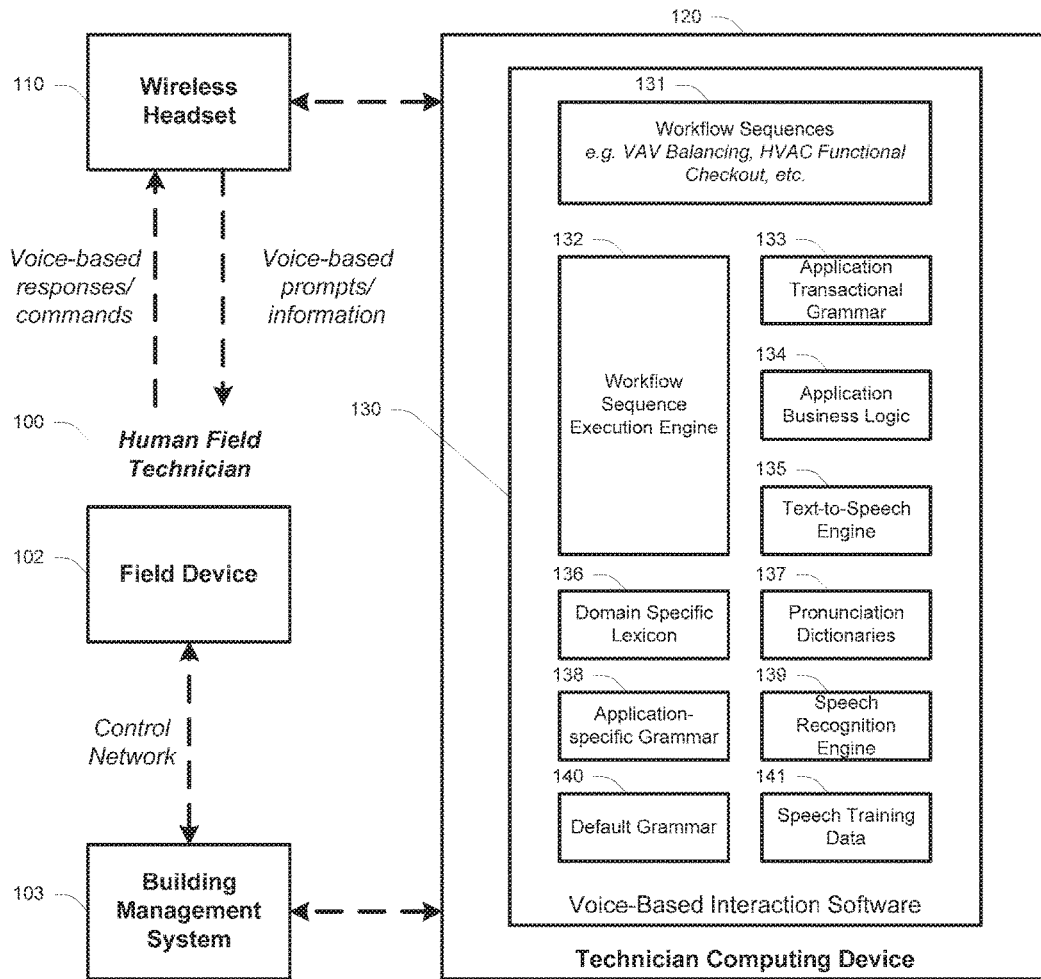 120
110
Wireless
Headset
131
Workflow Sequences
e.g. VAV Balancing, HVAC Functional
Checkout, etc.
Voice-based
responses/
commands
Voice-based
prompts/
information
132
Workflow
Sequence
Execution Engine
133
Application
Transactional
Grammar
134
Application
Business Logic
130
135
Text-to-Speech
Engine
100
Human Field
Technician
102
Field Device
136
Domain Specific
Lexicon
137
Pronunciation
Dictionaries
138
Application-
specific Grammar
139
Speech
Recognition
Engine
Control
Network
140
Default Grammar
141
Speech Training
Data
103
Building
Management
System
Voice-Based Interaction Software
Technician Computing Device